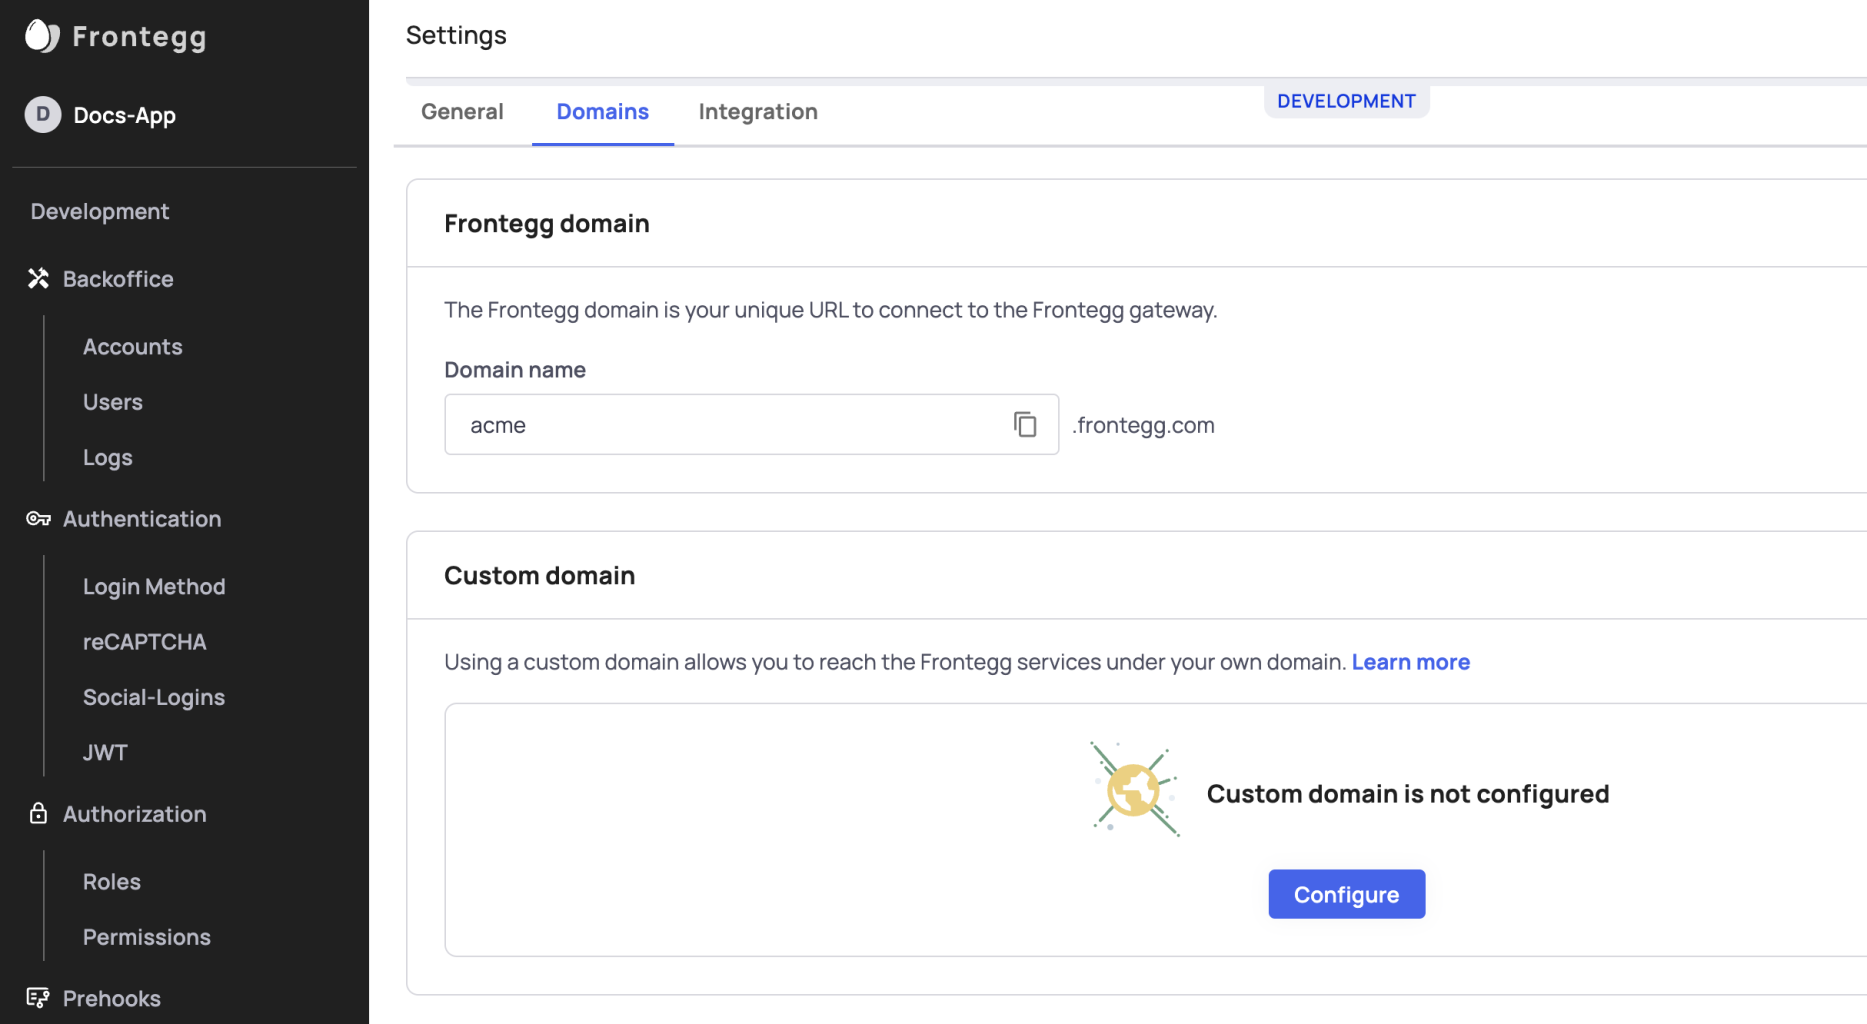 Frontegg
D Docs-App
Development
Backoffice
Accounts
Users
Logs
Authentication
Login Method
reCAPTCHA
Social-Logins
JWT
Authorization
Roles
Permissions
Prehooks
Settings
General Domains Integration
DEVELOPMENT
Frontegg domain
The Frontegg domain is your unique URL to connect to the Frontegg gateway.
Domain name
acme .frontegg.com
Custom domain
Using a custom domain allows you to reach the Frontegg services under your own domain. Learn more
Custom domain is not configured
Configure